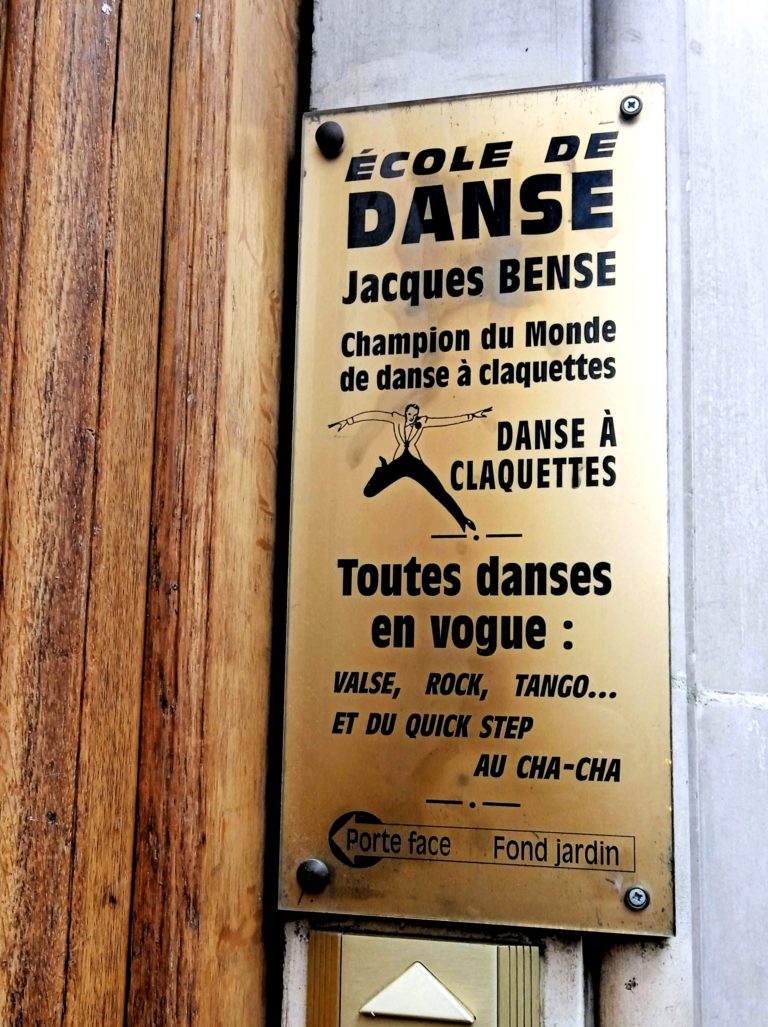 ÉCOLE DE
DANSE
Jacques BENSE
Champion du Monde
de danse à claquettes
DANSE À
CLAQUETTES
Toutes danses
en vogue :
VALSE, ROCK, TANGO...
ET DU QUICK STEP
AU CHA-CHA
Porte face Fond jardin